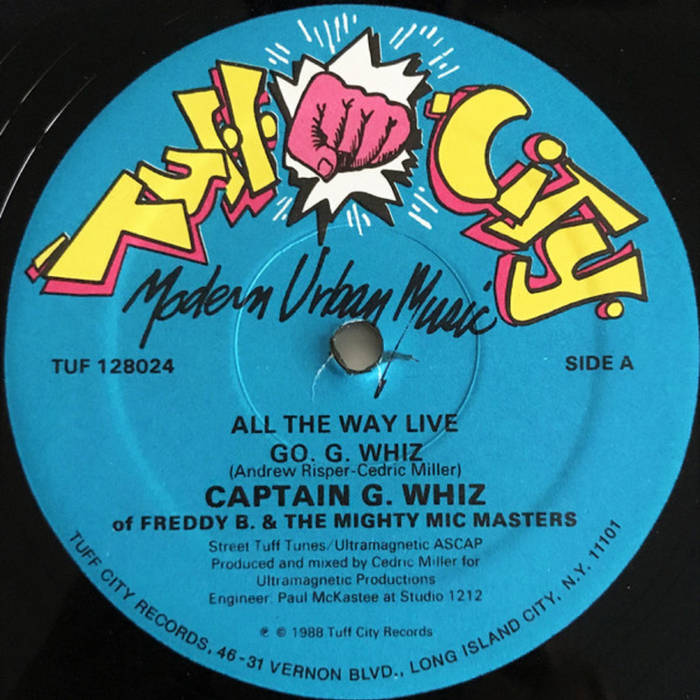 Tuff City
Modern Urban Music
TUF 128024
SIDE A
ALL THE WAY LIVE
GO. G. WHIZ
(Andrew Risper-Cedric Miller)
CAPTAIN G. WHIZ
of FREDDY B. & THE MIGHTY MIC MASTERS
Street Tuff Tunes/Ultramagnetic ASCAP
Produced and mixed by Cedric Miller for
Ultramagnetic Productions
Engineer: Paul McKastee at Studio 1212
℗ © 1988 Tuff City Records
TUFF CITY RECORDS, 46-31 VERNON BLVD., LONG ISLAND CITY, N.Y. 11101